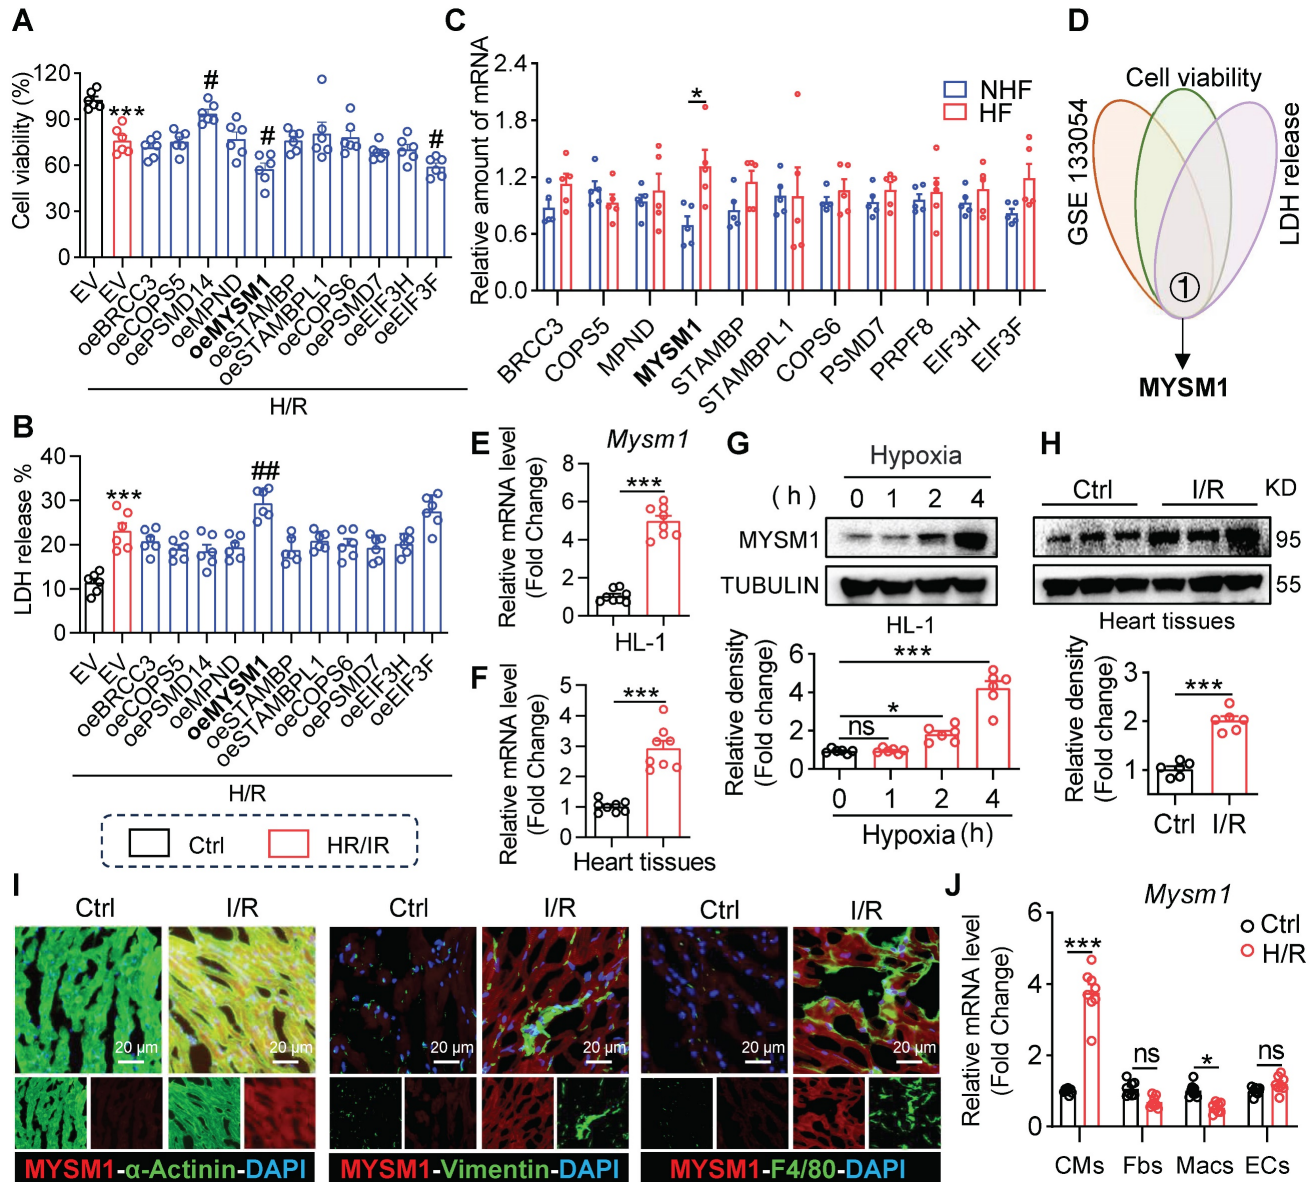 A
Cell viability (%)
120
90
60
30
0
***
#
#
#
EV
EV
oeBRCC3
oeCOPS5
oePSMD14
oeMPND
oeMYSM1
oeSTAMBP
oeSTAMBPL1
oeCOPS6
oePSMD7
oeEIF3H
oeEIF3F
H/R
B
LDH release %
40
30
20
10
0
***
##
EV
EV
oeBRCC3
oeCOPS5
oePSMD14
oeMPND
oeMYSM1
oeSTAMBP
oeSTAMBPL1
oeCOPS6
oePSMD7
oeEIF3H
oeEIF3F
H/R
Ctrl
HR/IR
C
Relative amount of mRNA
2.4
1.8
1.2
0.6
0.0
*
NHF
HF
BRCC3
COPS5
MPND
MYSM1
STAMBP
STAMBPL1
COPS6
PSMD7
PRPF8
EIF3H
EIF3F
D
Cell viability
GSE 133054
LDH release
1
MYSM1
E
Mysm1
Relative mRNA level
(Fold Change)
8
6
4
2
0
***
HL-1
F
Relative mRNA level
(Fold Change)
5
4
3
2
1
0
***
Heart tissues
G
Hypoxia
(h) 0 1 2 4
MYSM1
TUBULIN
HL-1
Relative density
(Fold change)
6
4
2
0
***
*
ns
0 1 2 4
Hypoxia (h)
H
Ctrl I/R KD
95
55
Heart tissues
Relative density
(Fold change)
3
2
1
***
Ctrl I/R
I
Ctrl I/R Ctrl I/R Ctrl I/R
20 μm 20 μm 20 μm 20 μm 20 μm 20 μm
MYSM1-α-Actinin-DAPI
MYSM1-Vimentin-DAPI
MYSM1-F4/80-DAPI
J
Mysm1
Relative mRNA level
(Fold Change)
6
4
2
0
Ctrl
H/R
***
ns
*
ns
CMs Fbs Macs ECs